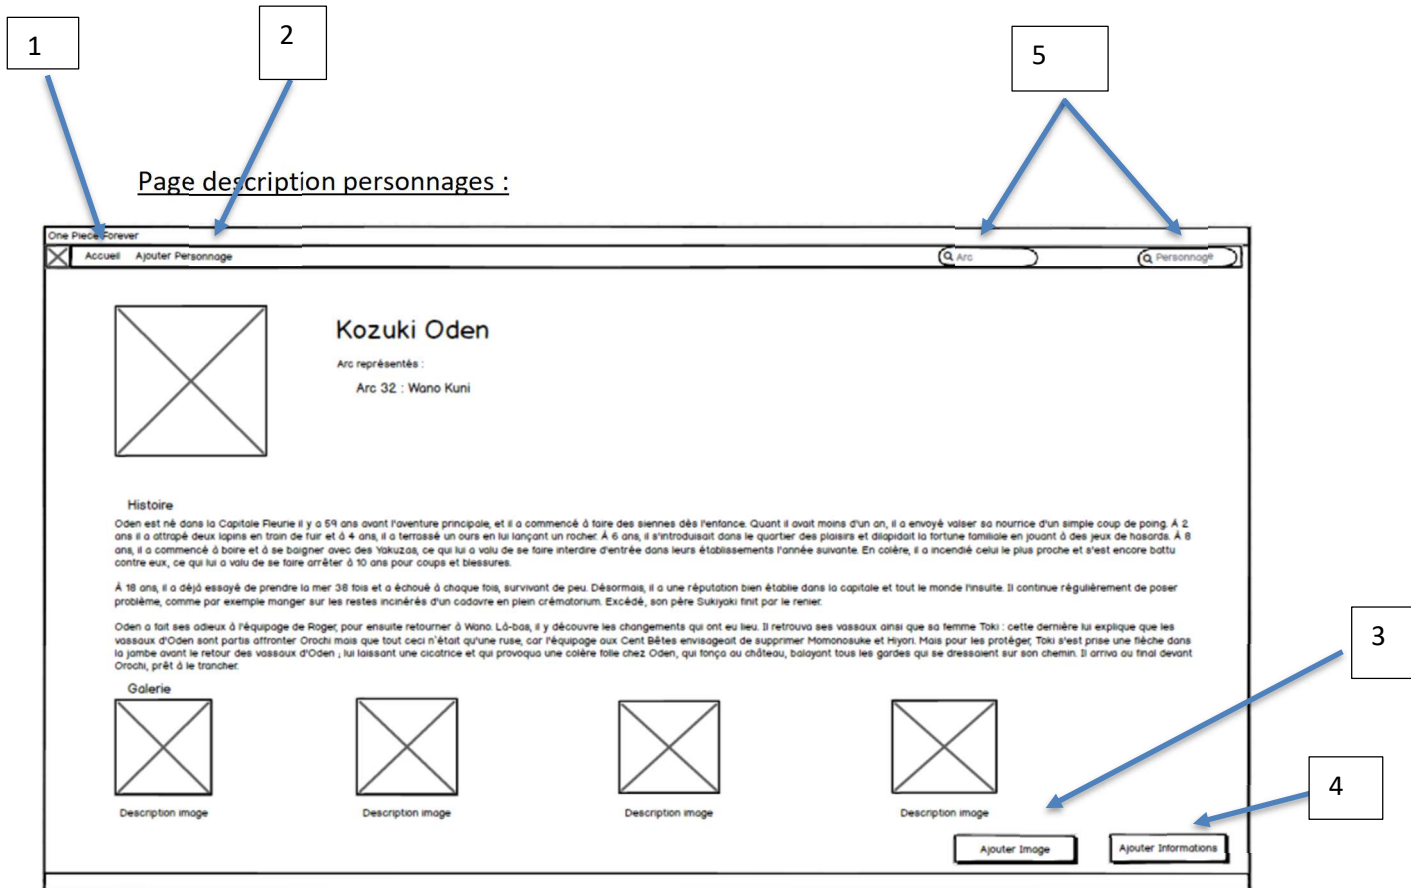 1
2
5
Page description personnages :
One Piece Forever
Accueil Ajouter Personnage Arc Personnage
Kozuki Oden
Arc représentés :
Arc 32 : Wano Kuni
Histoire
Oden est né dans la Capitale Fleurie il y a 59 ans avant l'aventure principale, et il a commencé à faire des siennes dès l'enfance. Quant il avait moins d'un an, il a envoyé valser sa nourrice d'un simple coup de poing. À 2
ans il a attrapé deux lapins en train de fuir et à 4 ans, il a terrassé un ours en lui lançant un rocher. À 6 ans, il s'introduisait dans le quartier des plaisirs et dilapidait la fortune familiale en jouant à des jeux de hasards. À 8
ans, il a commencé à boire et à se baigner avec des Yakuzas, ce qui lui a valu de se faire interdire d'entrée dans leurs établissements l'année suivante. En colère, il a incendié celui le plus proche et s'est encore battu
contre eux, ce qui lui a valu de se faire arrêter à 10 ans pour coups et blessures.
À 18 ans, il a déjà essayé de prendre la mer 38 fois et a échoué à chaque fois, survivant de peu. Désormais, il a une réputation bien établie dans la capitale et tout le monde l'insulte. Il continue régulièrement de poser
problème, comme par exemple manger sur les restes incinérés d'un cadavre en plein crématorium. Excédé, son père Sukiyaki finit par le renier.
Oden a fait ses adieux à l'équipage de Roger, pour ensuite retourner à Wano. Là-bas, il y découvre les changements qui ont eu lieu. Il retrouva ses vassaux ainsi que sa femme Toki : cette dernière lui explique que les
vassaux d'Oden sont partis affronter Orochi mais que tout ceci n'était qu'une ruse, car l'équipage aux Cent Bêtes envisageait de supprimer Momonosuke et Hiyori. Mais pour les protéger, Toki s'est prise une flèche dans
la jambe avant le retour des vassaux d'Oden ; lui laissant une cicatrice et qui provoqua une colère folle chez Oden, qui fonça au château, balayant tous les gardes qui se dressaient sur son chemin. Il arriva au final devant
Orochi, prêt à le trancher.
3
Galerie
Description image Description image Description image Description image
4
Ajouter Image Ajouter Informations